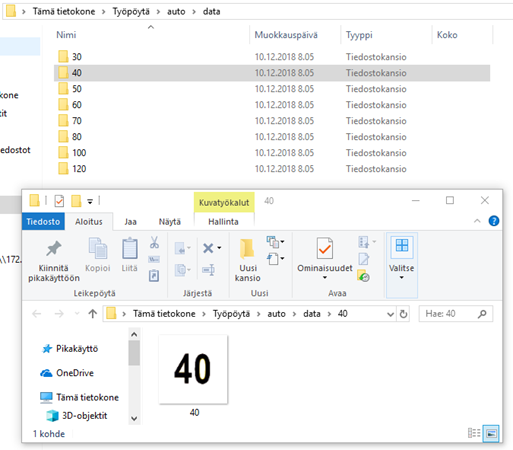 Tämä tietokone > Työpöytä > auto > data
Nimi Muokkauspäivä Tyyppi Koko
30 10.12.2018 8.05 Tiedostokansio
40 10.12.2018 8.05 Tiedostokansio
50 10.12.2018 8.05 Tiedostokansio
60 10.12.2018 8.05 Tiedostokansio
70 10.12.2018 8.05 Tiedostokansio
80 10.12.2018 8.05 Tiedostokansio
100 10.12.2018 8.05 Tiedostokansio
120 10.12.2018 8.05 Tiedostokansio
kone
tit
edostot
\\172.
Kuvatyökalut 40
Tiedosto Aloitus Jaa Näytä Hallinta
Kiinnitä pikakäyttöön
Kopioi
Liitä
Uusi kansio
Ominaisuudet
Valitse
Leikepöytä Järjestä Uusi Avaa
Tämä tietokone > Työpöytä > auto > data > 40
Hae: 40
Pikakäyttö
OneDrive
Tämä tietokone
3D-objektit
40
40
1 kohde